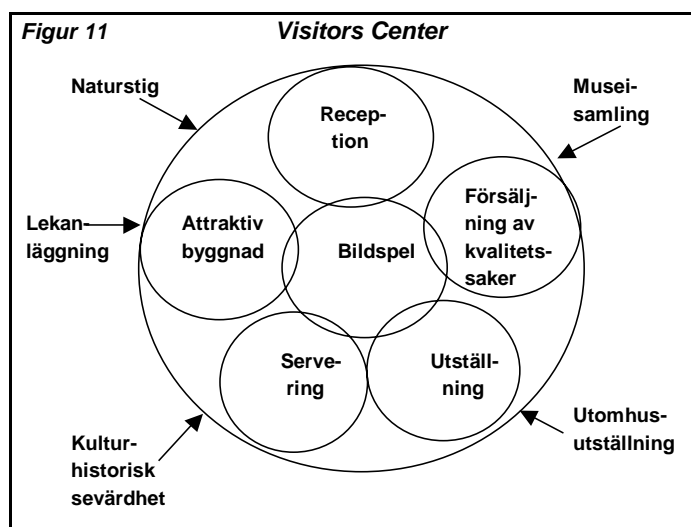 Figur 11
Visitors Center
Naturstig
Musei-
samling
Recep-
tion
Lekan-
läggning
Attraktiv
byggnad
Bildspel
Försälj-
ning av
kvalitets-
saker
Serve-
ring
Utställ-
ning
Kultur-
historisk
sevärdhet
Utomhus-
utställning